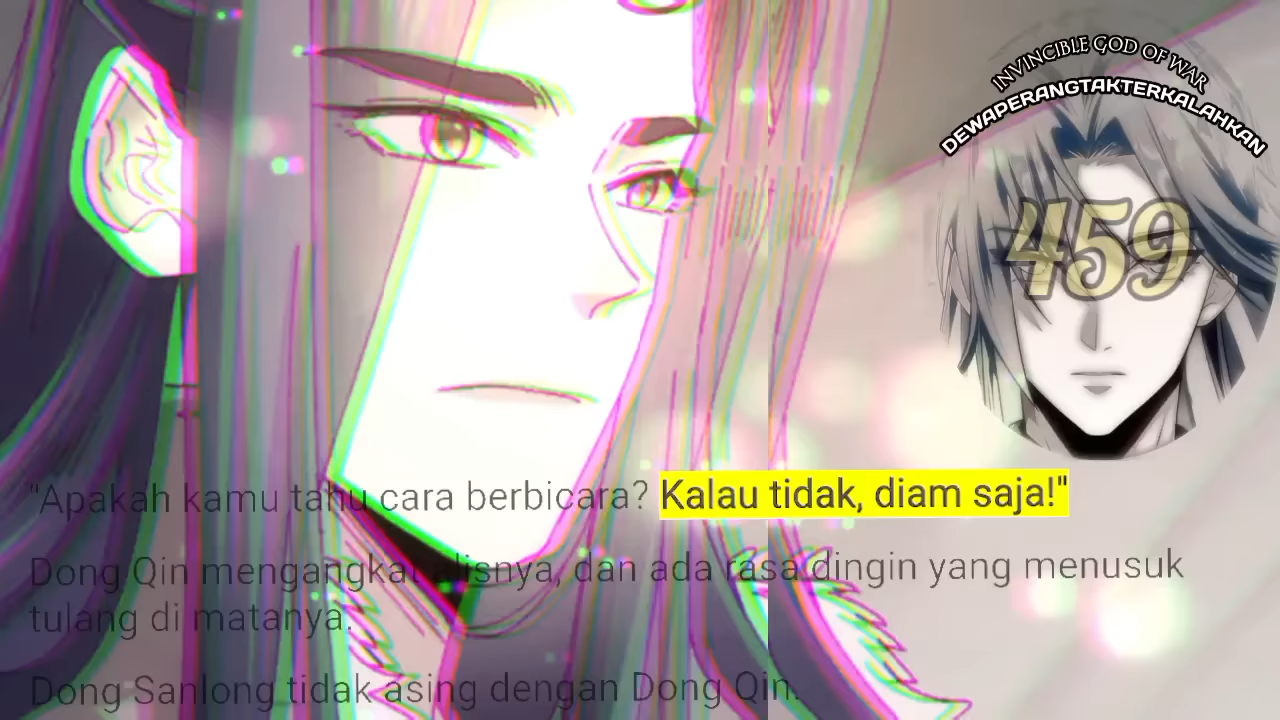 INVINCIBLE GOD OF WAR
DEWAPERANGTAKTERKALAHKAN
459
"Apakah kamu tahu cara berbicara? Kalau tidak, diam saja!"
Dong Qin mengangkat alisnya, dan ada rasa dingin yang menusuk
tulang di matanya.
Dong Sanlong tidak asing dengan Dong Qin.